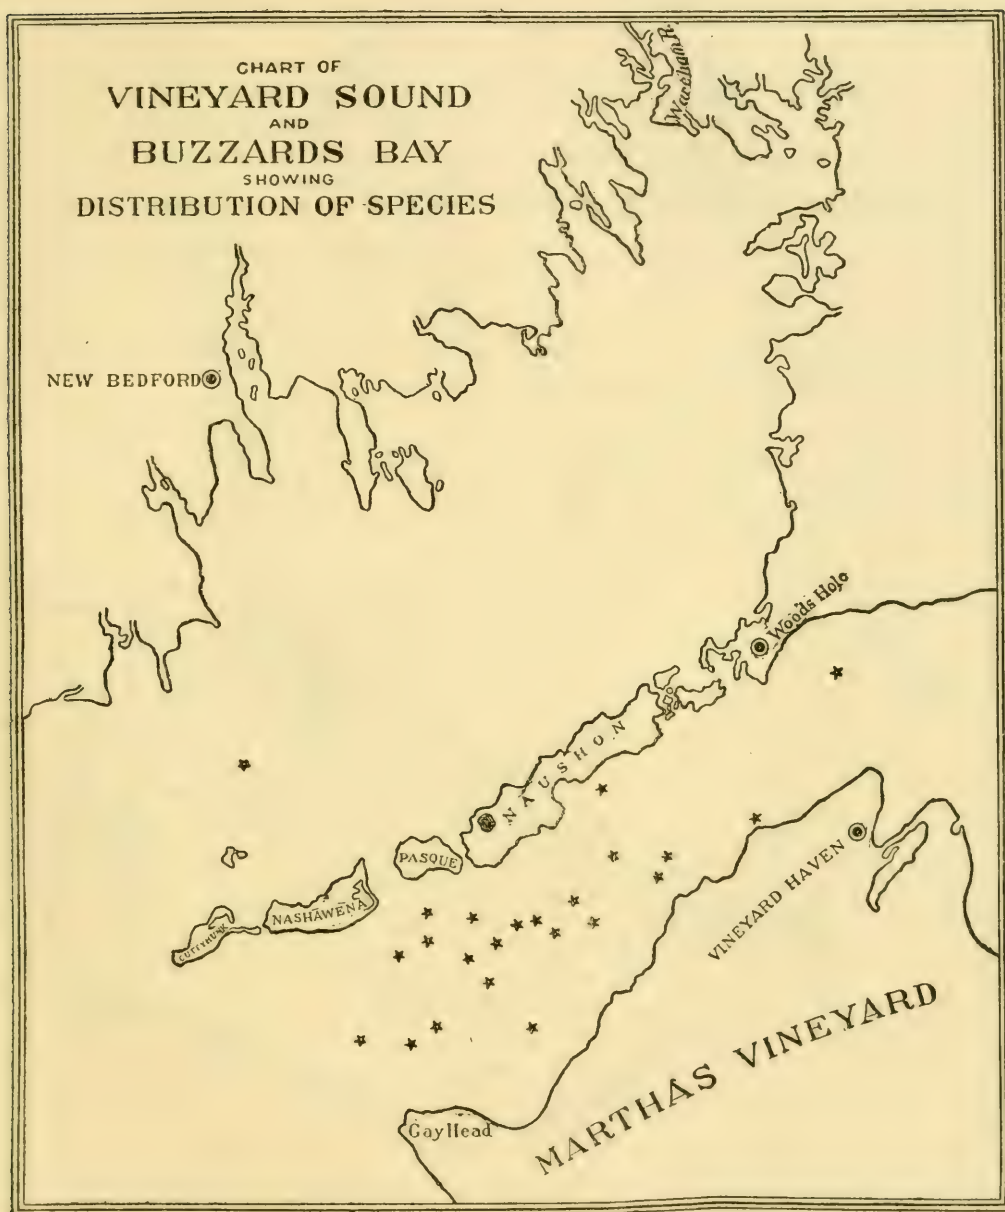 CHART OF
VINEYARD SOUND
AND
BUZZARDS BAY
SHOWING
DISTRIBUTION OF SPECIES
Wareham R.
NEW BEDFORD
Woods Hole
NAUSHON
PASQUE
NASHAWENA
CUTTYHUNK
VINEYARD HAVEN
MARTHAS VINEYARD
Gay Head